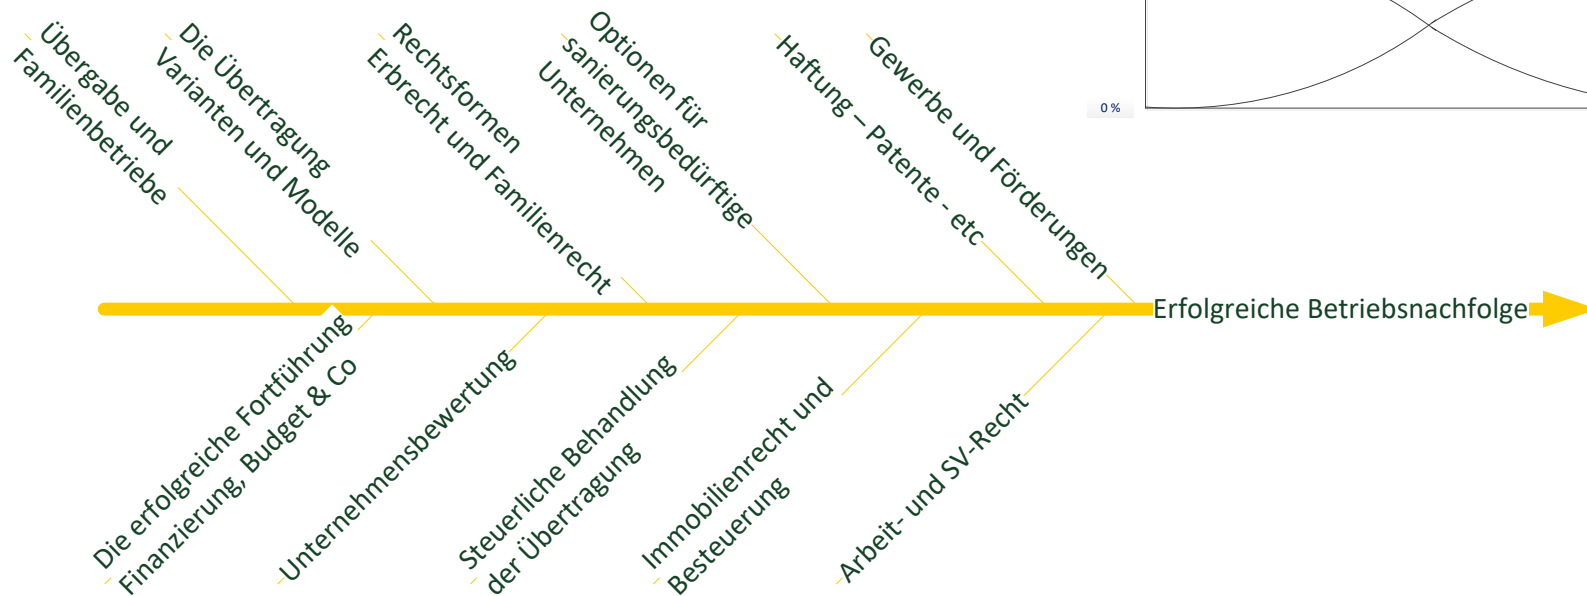 Übergabe und
Familienbetriebe
Die Übertragung
Varianten und Modelle
Rechtsformen
Erbrecht und Familienrecht
Optionen für
sanierungsbedürftige
Unternehmen
Haftung – Patente - etc
Gewerbe und Förderungen
0 %
Erfolgreiche Betriebsnachfolge
Die erfolgreiche Fortführung
Finanzierung, Budget & Co
Unternehmensbewertung
Steuerliche Behandlung
der Übertragung
Immobilienrecht und
Besteuerung
Arbeit- und SV-Recht